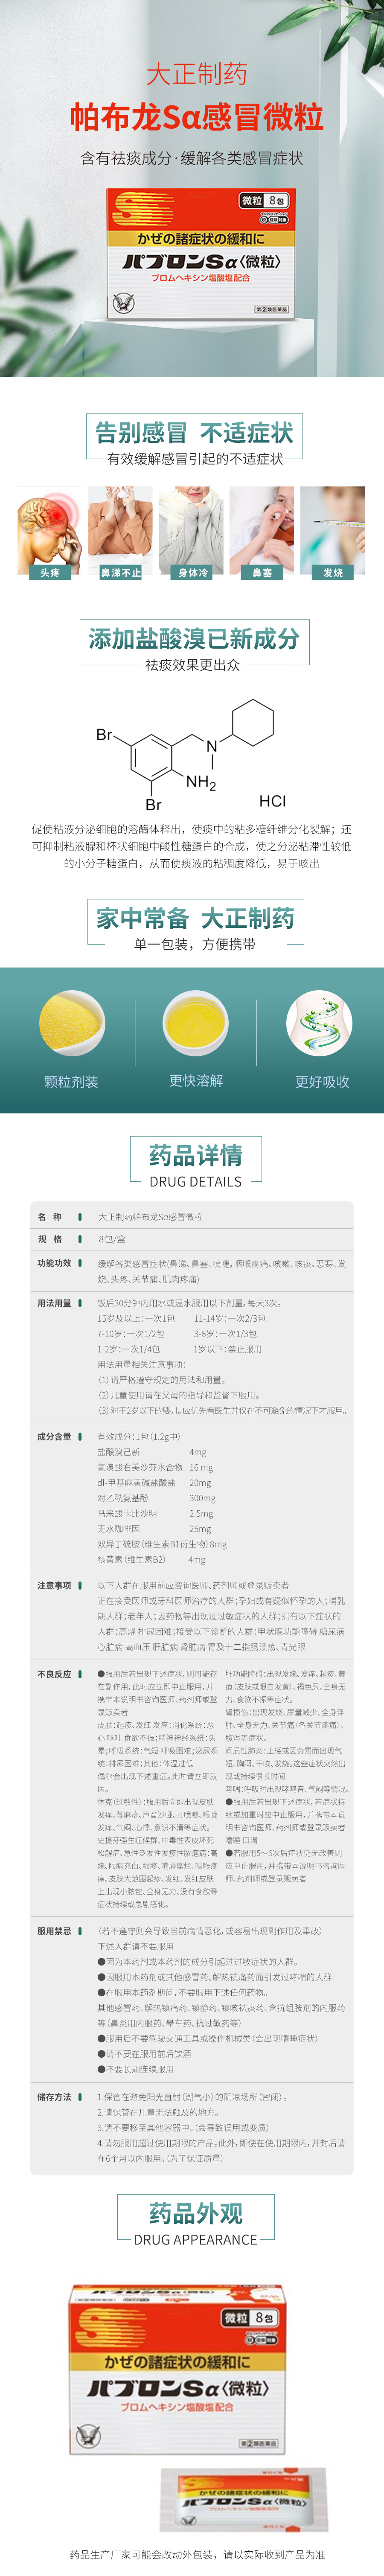 大正制药
帕布龙Sα感冒微粒
含有祛痰成分·缓解各类感冒症状
微粒 8包
かぜの諸症状の緩和に
パブロンSα〈微粒〉
ブロムヘキシン塩酸塩配合
第②類医薬品
告别感冒 不适症状
有效缓解感冒引起的不适症状
头疼
鼻涕不止
身体冷
鼻塞
发烧
添加盐酸溴已新成分
祛痰效果更出众
Br
N
NH2
Br
HCl
促使粘液分泌细胞的溶酶体释出，使痰中的粘多糖纤维分化裂解；还
可抑制粘液腺和杯状细胞中酸性糖蛋白的合成，使之分泌粘滞性较低
的小分子糖蛋白，从而使痰液的粘稠度降低，易于咳出
家中常备 大正制药
单一包装，方便携带
颗粒剂装
更快溶解
更好吸收
药品详情
DRUG DETAILS
名 称 大正制药帕布龙Sα感冒微粒
规 格 8包/盒
功能功效 缓解各类感冒症状(鼻涕、鼻塞、喷嚏，咽喉疼痛、咳嗽、咳痰、恶寒、发
烧、头疼、关节痛、肌肉疼痛)
用法用量 饭后30分钟内用水或温水服用以下剂量，每天3次。
15岁及以上：一次1包 11-14岁：一次2/3包
7-10岁：一次1/2包 3-6岁：一次1/3包
1-2岁：一次1/4包 1岁以下：禁止服用
用法用量相关注意事项：
（1）请严格遵守规定的用法和用量。
（2）儿童使用请在父母的指导和监督下服用。
（3）对于2岁以下的婴儿，应优先看医生并仅在不可避免的情况下才服用。
成分含量 有效成分：1包（1.2g中）
盐酸溴己新 4mg
氢溴酸右美沙芬水合物 16 mg
dl-甲基麻黄碱盐酸盐 20mg
对乙酰氨基酚 300mg
马来酸卡比沙明 2.5mg
无水咖啡因 25mg
双异丁硫胺（维生素B1衍生物）8mg
核黄素（维生素B2） 4mg
注意事项 以下人群在服用前应咨询医师、药剂师或登录贩卖者
正在接受医师或牙科医师治疗的人群；孕妇或有疑似怀孕的人；哺乳
期人群；老年人；因药物等出现过过敏症状的人群；拥有以下症状的
人群：高烧 排尿困难；接受以下诊断的人群：甲状腺功能障碍 糖尿病
心脏病 高血压 肝脏病 肾脏病 胃及十二指肠溃疡、青光眼
不良反应 ●服用后若出现下述症状，则可能存
在副作用，此时应立即中止服用，并
携带本说明书咨询医师、药剂师或登
录贩卖者
皮肤：起疹、发红 发痒；消化系统：恶
心 呕吐 食欲不振；精神神经系统：头
晕；呼吸系统：气短 呼吸困难；泌尿系
统：排尿困难；其他：体温过低
偶尔会出现下述重症。此时请立即就
医。
休克（过敏性）：服用后立即出现皮肤
发痒、荨麻疹、声音沙哑、打喷嚏、喉咙
发痒、气闷、心悸、意识不清等症状。
史提芬强生症候群、中毒性表皮坏死
松解症、急性泛发性发疹性脓疱病：高
烧、眼睛充血、眼眵、嘴唇糜烂、咽喉疼
痛、皮肤大范围起疹、发红、发红皮肤
上出现小脓包、全身无力、没有食欲等
症状持续或急剧恶化。
肝功能障碍：出现发烧、发痒、起疹、黄
疸（皮肤或眼白发黄）、褐色尿、全身无
力、食欲不振等症状。
肾损伤：出现发烧、尿量减少、全身浮
肿、全身无力、关节痛（各关节疼痛）、
腹泻等症状。
间质性肺炎：上楼或因劳累而出现气
短、胸闷、干咳、发烧。这些症状突然出
现或持续很长时间
哮喘：呼吸时出现哮鸣音、气闷等情况。
●服用后若出现下述症状，若症状持
续或加重时应中止服用，并携带本说
明书咨询医师、药剂师或登录贩卖者
嗜睡 口渴
●若服用5～6次后症状仍无改善则
应中止服用，并携带本说明书咨询医
师、药剂师或登录贩卖者
服用禁忌 （若不遵守则会导致当前病情恶化，或容易出现副作用及事故）
下述人群请不要服用
●因为本药剂或本药剂的成分引起过过敏症状的人群。
●因服用本药剂或其他感冒药、解热镇痛药而引发过哮喘的人群
●在服用本药剂期间，不要服用下述任何药物。
其他感冒药、解热镇痛药、镇静药、镇咳祛痰药、含抗组胺剂的内服药
等（鼻炎用内服药、晕车药、抗过敏药等）
●服用后不要驾驶交通工具或操作机械类（会出现嗜睡症状）
●请不要在服用前后饮酒
●不要长期连续服用
储存方法 1.保管在避免阳光直射（潮气小）的阴凉场所（密闭）。
2.请保管在儿童无法触及的地方。
3.请不要移至其他容器中。（会导致误用或变质）
4.请勿服用超过使用期限的产品。此外，即使在使用期限内，开封后请
在6个月以内服用。（为了保证质量）
药品外观
DRUG APPEARANCE
微粒 8包
かぜの諸症状の緩和に
パブロンSα〈微粒〉
ブロムヘキシン塩酸塩配合
第②類医薬品
かぜの諸症状の緩和に
パブロンSα〈微粒〉
药品生产厂家可能会改动外包装，请以实际收到产品为准